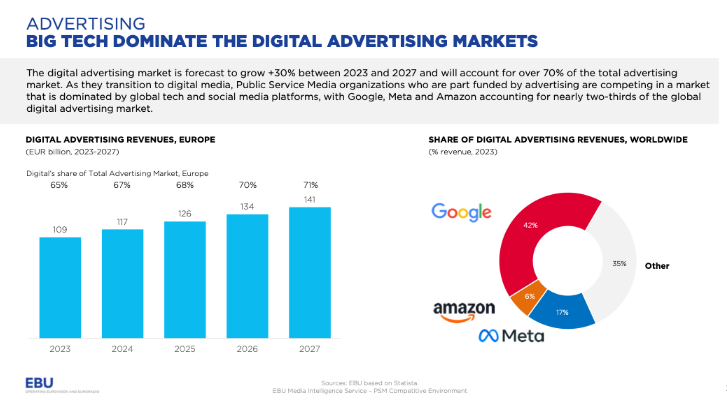 ADVERTISING
BIG TECH DOMINATE THE DIGITAL ADVERTISING MARKETS
The digital advertising market is forecast to grow +30% between 2023 and 2027 and will account for over 70% of the total advertising
market. As they transition to digital media, Public Service Media organizations who are part funded by advertising are competing in a market
that is dominated by global tech and social media platforms, with Google, Meta and Amazon accounting for nearly two-thirds of the global
digital advertising market.
DIGITAL ADVERTISING REVENUES, EUROPE
(EUR billion, 2023-2027)
Digital's share of Total Advertising Market, Europe
65% 67% 68% 70% 71%
109 117 126 134 141
2023 2024 2025 2026 2027
SHARE OF DIGITAL ADVERTISING REVENUES, WORLDWIDE
(% revenue, 2023)
Google
42%
35%
Other
6%
amazon
17%
Meta
EBU
Sources: EBU based on Statista
EBU Media Intelligence Service – PSM Competitive Environment